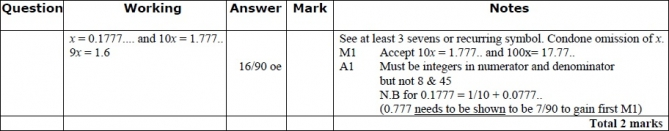 Question Working Answer Mark Notes
x = 0.1777.... and 10x = 1.777..
9x = 1.6
16/90 oe
See at least 3 sevens or recurring symbol. Condone omission of x.
M1 Accept 10x = 1.777.. and 100x= 17.77..
A1 Must be integers in numerator and denominator
but not 8 & 45
N.B for 0.1777 = 1/10 + 0.0777..
(0.777 needs to be shown to be 7/90 to gain first M1)
Total 2 marks